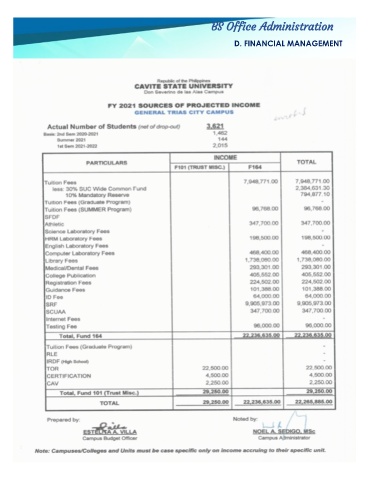 BS Office Administration
D. FINANCIAL MANAGEMENT
Republic of the Philippines
CAVITE STATE UNIVERSITY
Don Severino de las Alas Campus
FY 2021 SOURCES OF PROJECTED INCOME
GENERAL TRIAS CITY CAMPUS
Actual Number of Students (net of drop-out) 3,621
Basis: 2nd Sem 2020-2021 1,462
Summer 2021 144
1st Sem 2021-2022 2,015
PARTICULARS INCOME TOTAL
F101 (TRUST MISC.) F164
Tuition Fees 7,948,771.00 7,948,771.00
less: 30% SUC Wide Common Fund 2,384,631.30
10% Mandatory Reserve 794,877.10
Tuition Fees (Graduate Program) -
Tuition Fees (SUMMER Program) 96,768.00 96,768.00
SFDF
Athletic 347,700.00 347,700.00
Science Laboratory Fees -
HRM Laboratory Fees 198,500.00 198,500.00
English Laboratory Fees -
Computer Laboratory Fees 468,400.00 468,400.00
Library Fees 1,738,080.00 1,738,080.00
Medical/Dental Fees 293,301.00 293,301.00
College Publication 405,552.00 405,552.00
Registration Fees 224,502.00 224,502.00
Guidance Fees 101,388.00 101,388.00
ID Fee 64,000.00 64,000.00
SRF 9,905,973.00 9,905,973.00
SCUAA 347,700.00 347,700.00
Internet Fees -
Testing Fee 96,000.00 96,000.00
Total, Fund 164 22,236,635.00 22,236,635.00
Tuition Fees (Graduate Program) -
RLE -
IRDF (High School) -
TOR 22,500.00 22,500.00
CERTIFICATION 4,500.00 4,500.00
CAV 2,250.00 2,250.00
Total, Fund 101 (Trust Misc.) 29,250.00 29,250.00
TOTAL 29,250.00 22,236,635.00 22,265,885.00
Prepared by: Noted by:
ESTELITA A. VILLA NOEL A. SEDIGO, MSc
Campus Budget Officer Campus Administrator
Note: Campuses/Colleges and Units must be case specific only on income accruing to their specific unit.